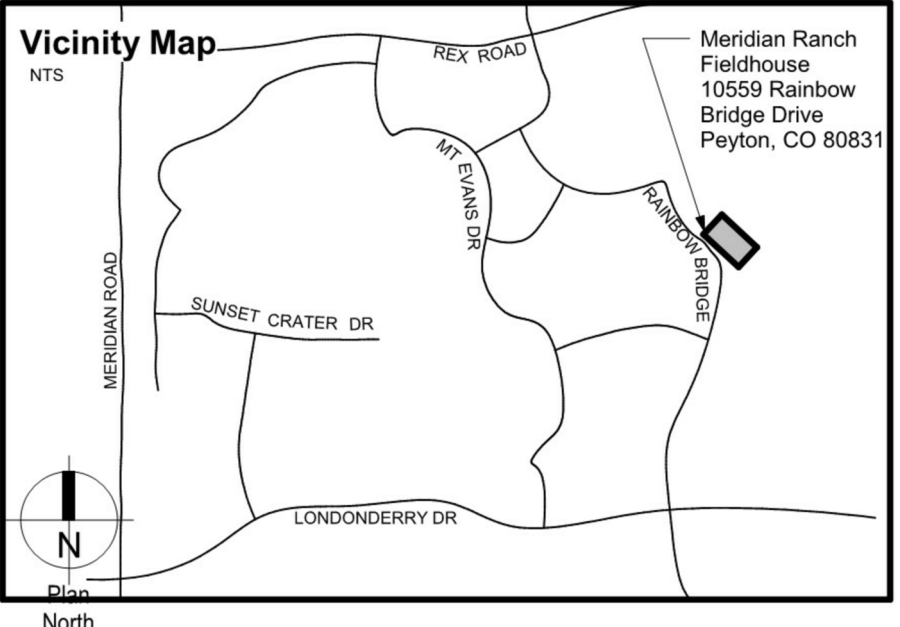 Vicinity Map
NTS
REX ROAD
Meridian Ranch
Fieldhouse
10559 Rainbow
Bridge Drive
Peyton, CO 80831
MT EVANS DR
RAINBOW BRIDGE
MERIDIAN ROAD
SUNSET CRATER DR
LONDONDERRY DR
N
Plan
North